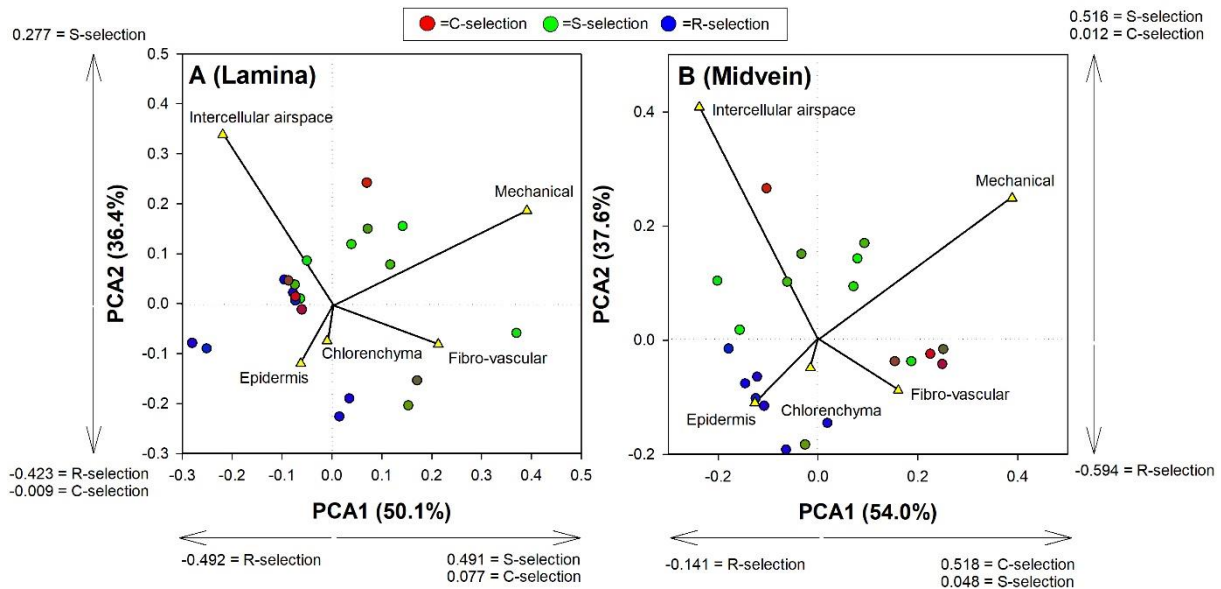 =C-selection =S-selection =R-selection
0.277 = S-selection
0.516 = S-selection
0.012 = C-selection
A (Lamina)
0.5
0.4
0.3
0.2
0.1
0.0
-0.1
-0.2
-0.3
PCA2 (36.4%)
Intercellular airspace
Mechanical
Chlorenchyma
Fibro-vascular
Epidermis
-0.3 -0.2 -0.1 0.0 0.1 0.2 0.3 0.4 0.5
PCA1 (50.1%)
-0.423 = R-selection
-0.009 = C-selection
-0.492 = R-selection
0.491 = S-selection
0.077 = C-selection
B (Midvein)
0.4
0.2
0.0
-0.2
PCA2 (37.6%)
Intercellular airspace
Mechanical
Epidermis
Chlorenchyma
Fibro-vascular
-0.2 0.0 0.2 0.4
PCA1 (54.0%)
-0.594 = R-selection
-0.141 = R-selection
0.518 = C-selection
0.048 = S-selection